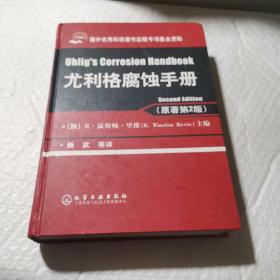 国外优秀科技著作出版专项基金资助
Uhlig's Corrosion Handbook
尤利格腐蚀手册
Second Edition
(原著第2版)
[加] R·温斯顿·里维 (R. Winston Revie) 主编
杨 武 等译
化学工业出版社